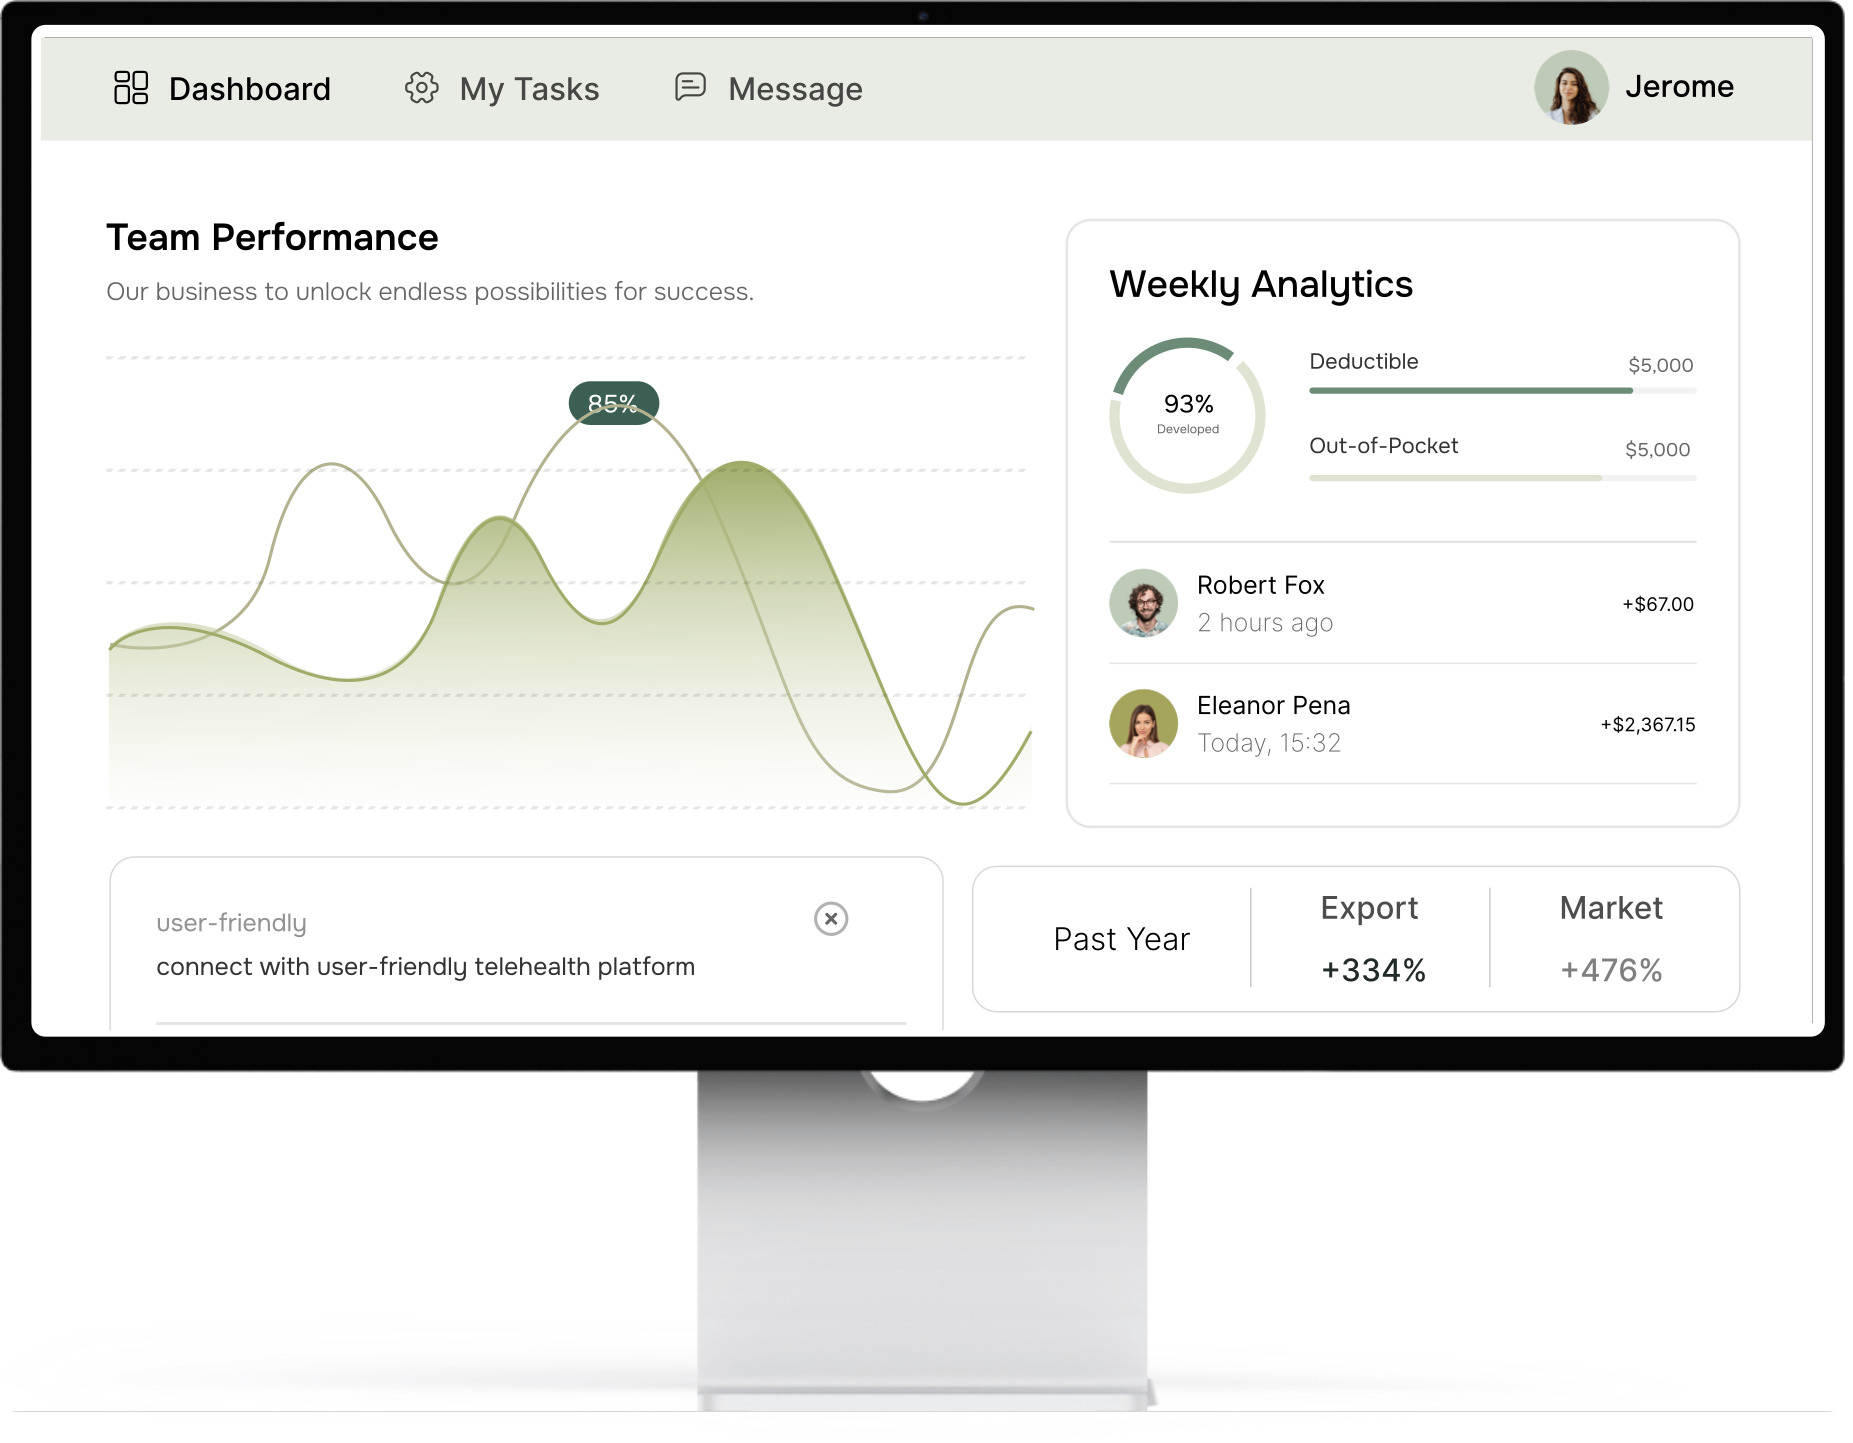 Dashboard
My Tasks
Message
Jerome
Team Performance
Our business to unlock endless possibilities for success.
85%
Weekly Analytics
93%
Developed
Deductible
$5,000
Out-of-Pocket
$5,000
Robert Fox
2 hours ago
+$67.00
Eleanor Pena
Today, 15:32
+$2,367.15
user-friendly
connect with user-friendly telehealth platform
Past Year
Export
+334%
Market
+476%